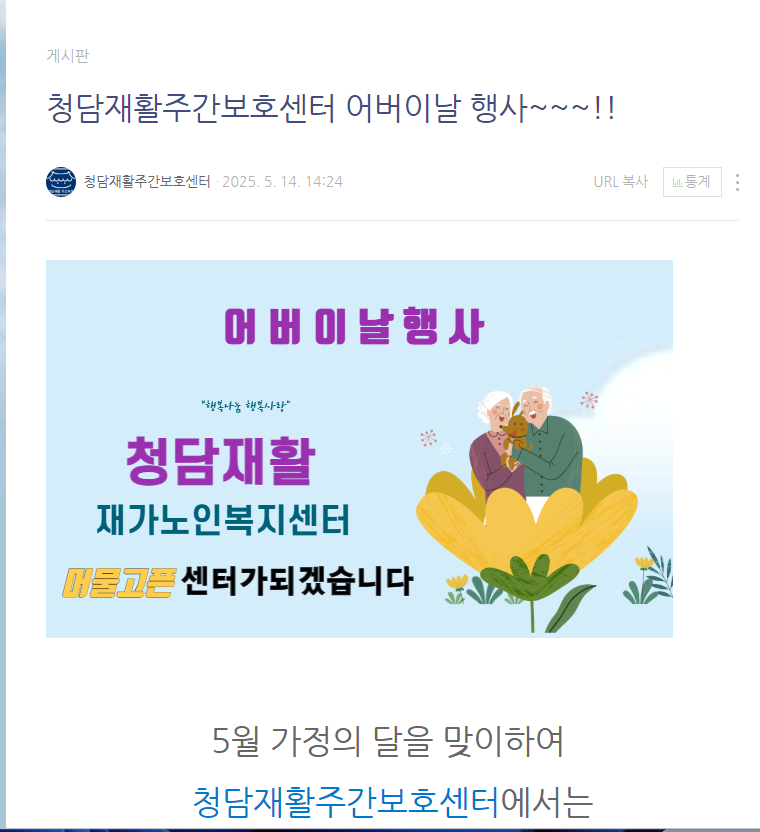 게시판
청담재활주간보호센터 어버이날 행사~~~!!
청담재활주간보호센터 · 2025. 5. 14. 14:24
URL 복사 통계
어버이날행사
"행복나눔 행복사랑"
청담재활
재가노인복지센터
머물고픈 센터가되겠습니다
5월 가정의 달을 맞이하여
청담재활주간보호센터에서는